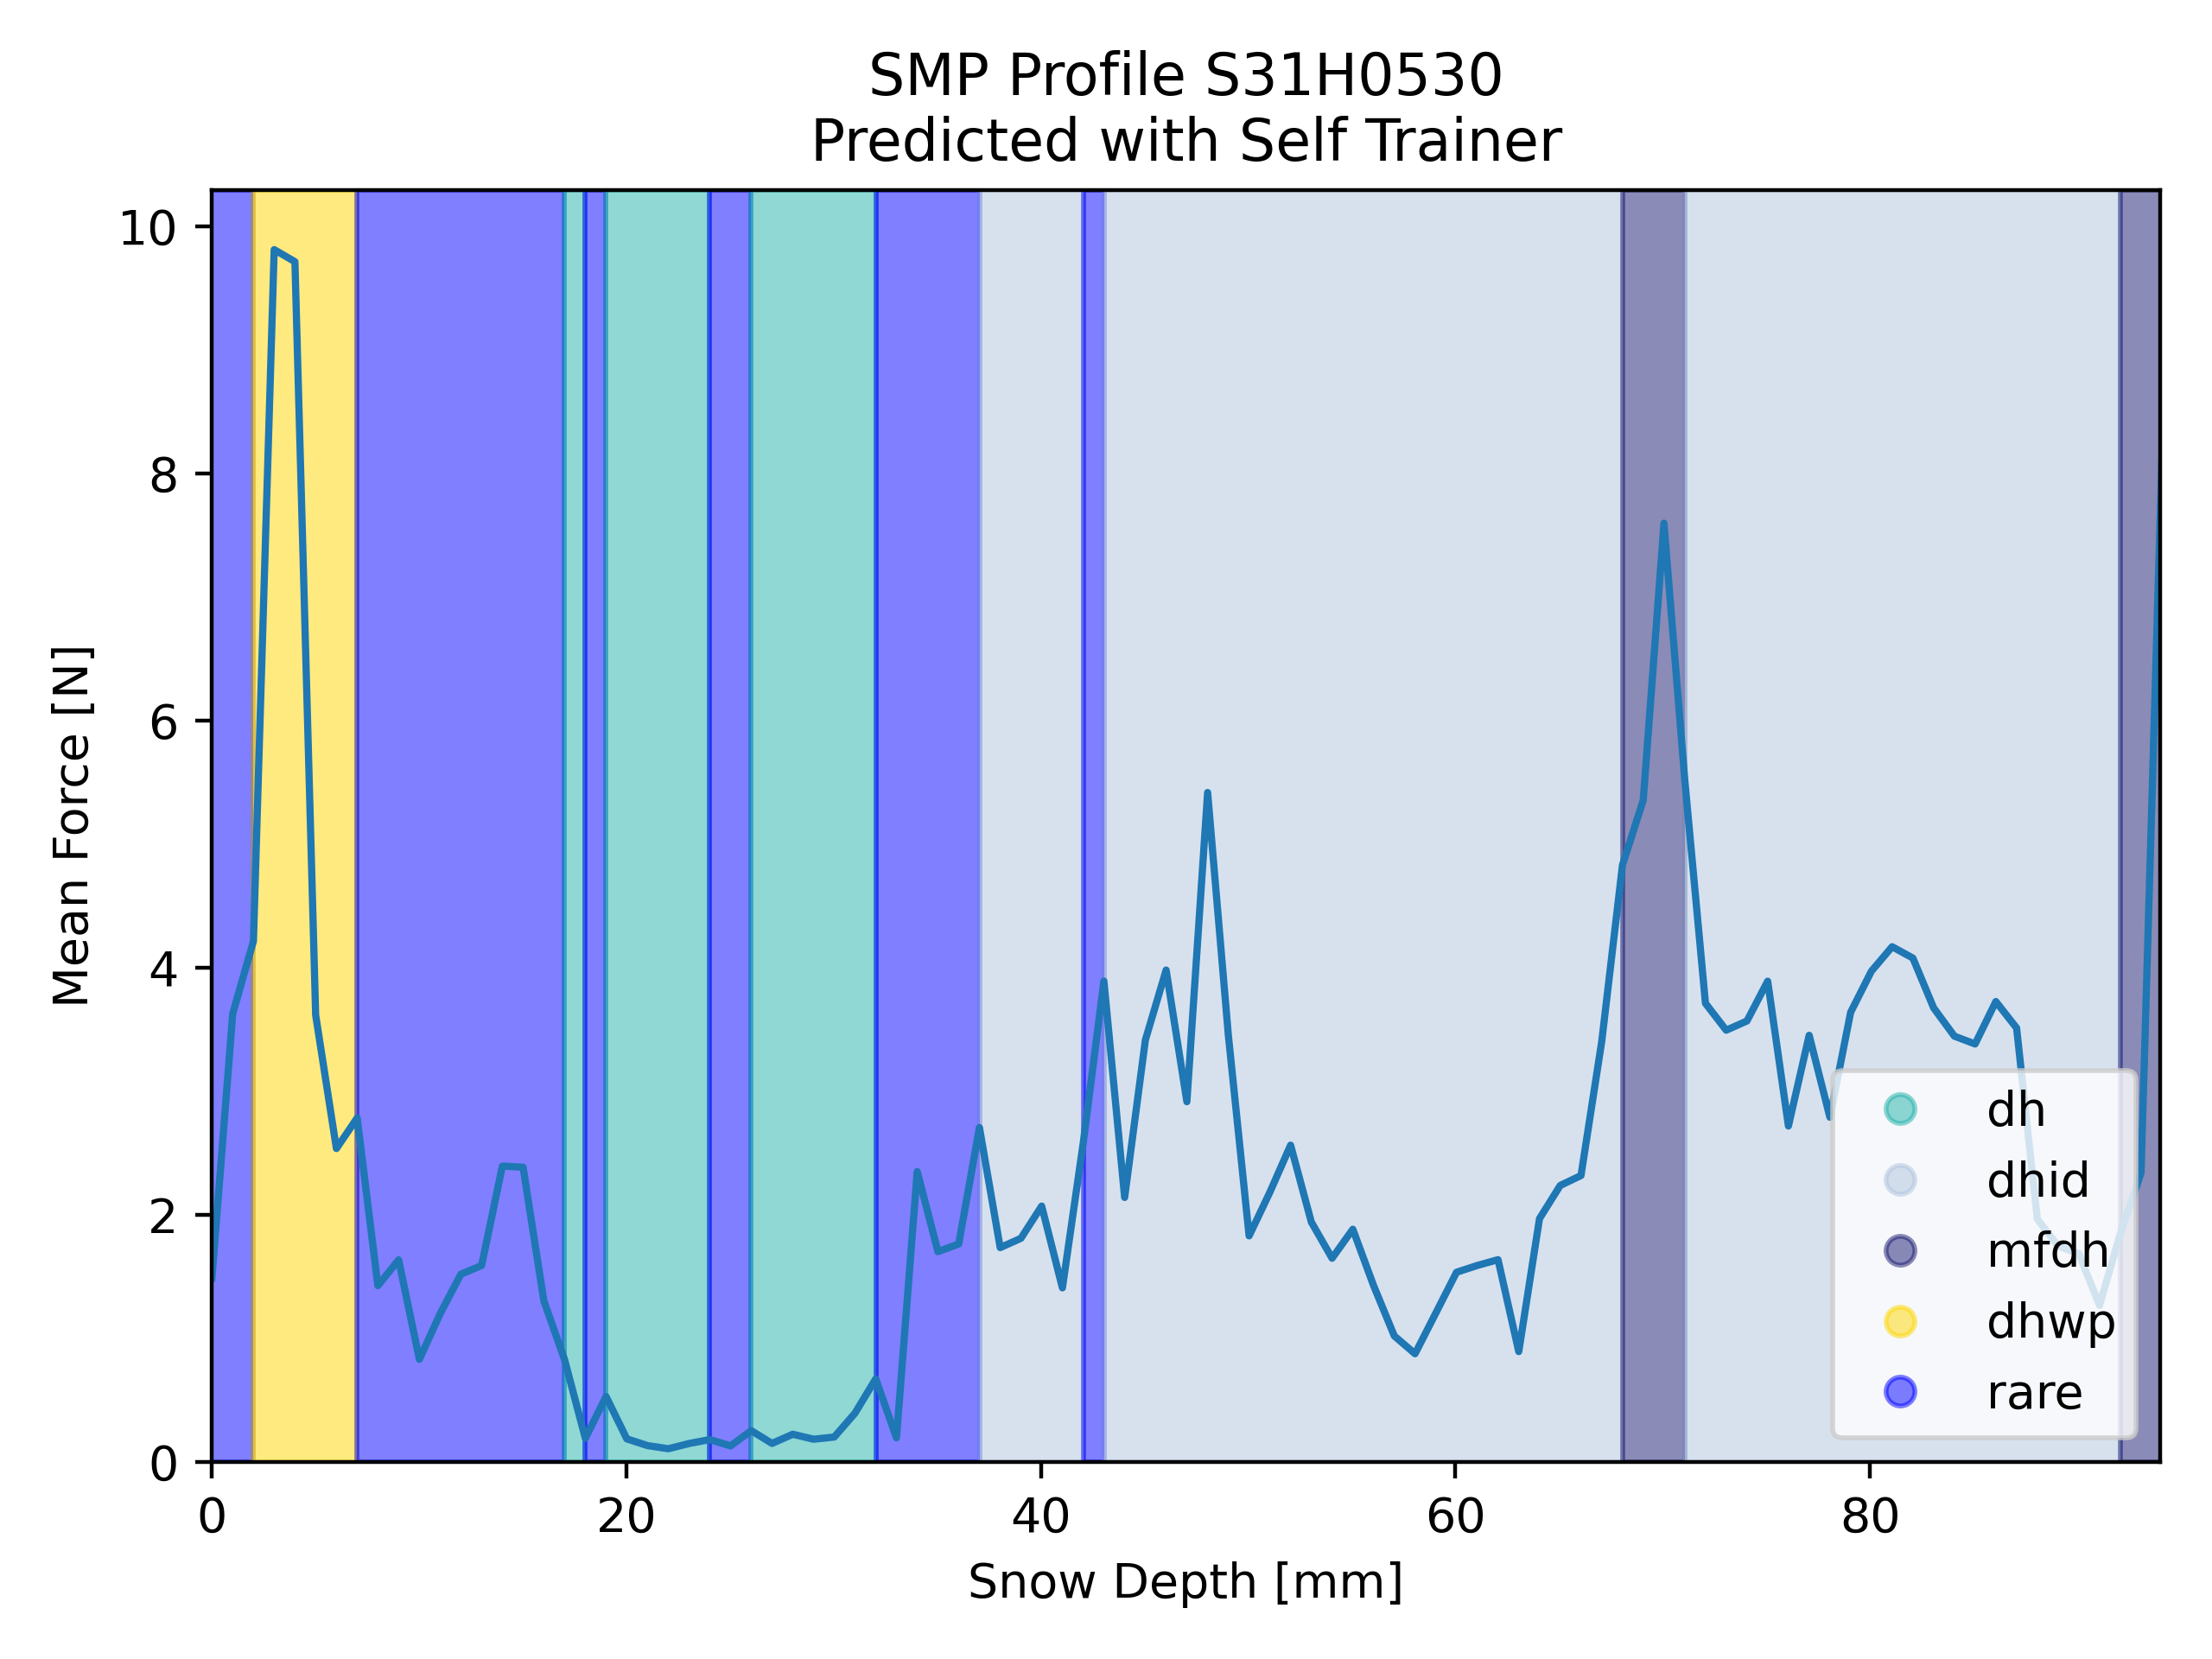 SMP Profile S31H0530
Predicted with Self Trainer
Mean Force [N]
10
8
6
4
2
0
0 20 40 60 80
Snow Depth [mm]
dh
dhid
mfdh
dhwp
rare